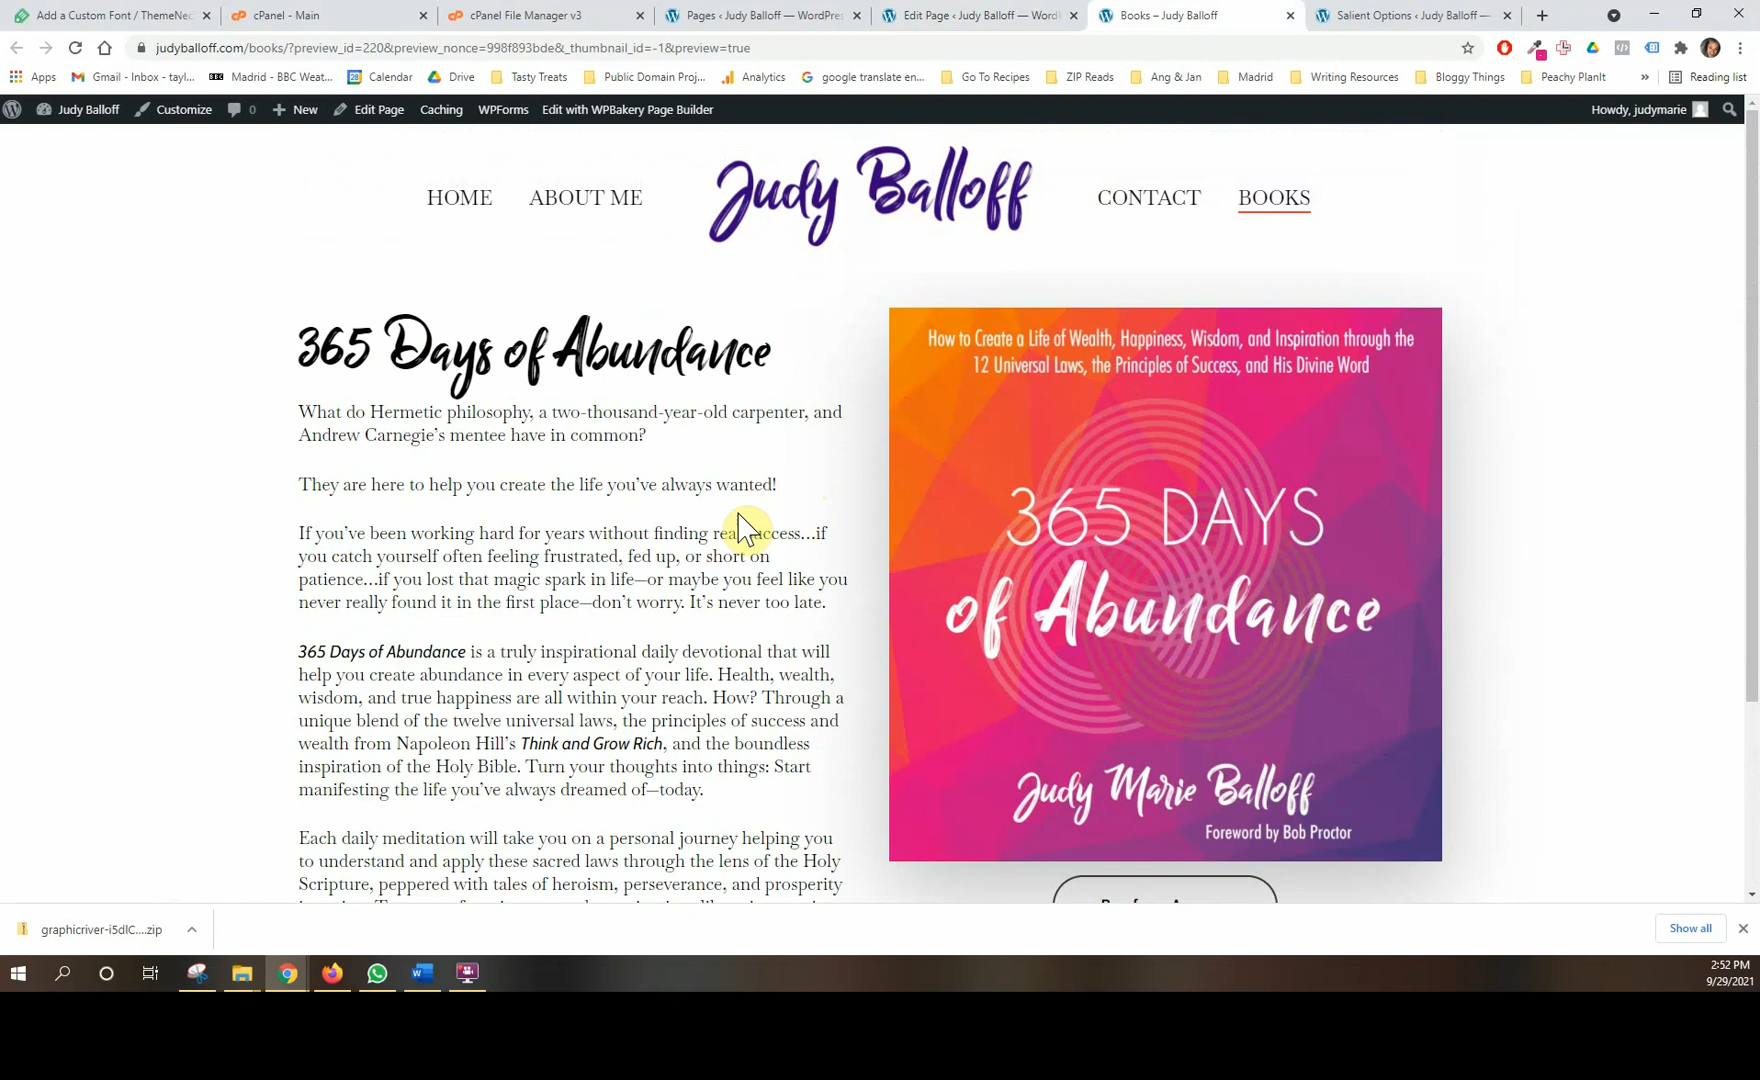 Add a Custom Font / ThemeNec
cPanel - Main
cPanel File Manager v3
Pages ‹ Judy Balloff — WordPres
Edit Page ‹ Judy Balloff — Word
Books – Judy Balloff
Salient Options ‹ Judy Balloff —
judyballoff.com/books/?preview_id=220&preview_nonce=998f893bde&_thumbnail_id=-1&preview=true
Apps
Gmail - Inbox - tayl...
Madrid - BBC Weat...
Calendar
Drive
Tasty Treats
Public Domain Proj...
Analytics
google translate en...
Go To Recipes
ZIP Reads
Ang & Jan
Madrid
Writing Resources
Bloggy Things
Peachy PlanIt
Reading list
Judy Balloff
Customize
0
New
Edit Page
Caching
WPForms
Edit with WPBakery Page Builder
Howdy, judymarie
HOME
ABOUT ME
Judy Balloff
CONTACT
BOOKS
365 Days of Abundance
What do Hermetic philosophy, a two-thousand-year-old carpenter, and
Andrew Carnegie’s mentee have in common?
They are here to help you create the life you’ve always wanted!
If you’ve been working hard for years without finding ...if
you catch yourself often feeling frustrated, fed up, or short on
patience...if you lost that magic spark in life—or maybe you feel like you
never really found it in the first place—don’t worry. It’s never too late.
365 Days of Abundance is a truly inspirational daily devotional that will
help you create abundance in every aspect of your life. Health, wealth,
wisdom, and true happiness are all within your reach. How? Through a
unique blend of the twelve universal laws, the principles of success and
wealth from Napoleon Hill’s Think and Grow Rich, and the boundless
inspiration of the Holy Bible. Turn your thoughts into things: Start
manifesting the life you’ve always dreamed of—today.
Each daily meditation will take you on a personal journey helping you
to understand and apply these sacred laws through the lens of the Holy
Scripture, peppered with tales of heroism, perseverance, and prosperity
How to Create a Life of Wealth, Happiness, Wisdom, and Inspiration through the
12 Universal Laws, the Principles of Success, and His Divine Word
365 DAYS
of Abundance
Judy Marie Balloff
Foreword by Bob Proctor
graphicriver-i5dlC....zip
Show all
2:52 PM
9/29/2021